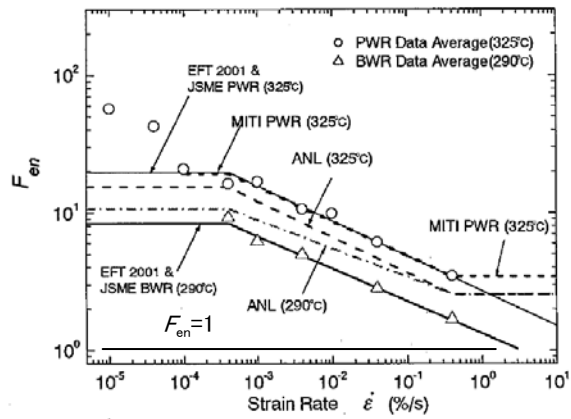 ○ PWR Data Average(325℃)
△ BWR Data Average(290℃)
EFT 2001 &
JSME PWR (325℃)
MITI PWR (325℃)
ANL (325℃)
MITI PWR (325℃)
EFT 2001 &
JSME BWR (290℃)
ANL (290℃)
Fen=1
Fen
10²
10¹
10⁰
10⁻⁵ 10⁻⁴ 10⁻³ 10⁻² 10⁻¹ 10⁰ 10¹
Strain Rate ε̇ (%/s)